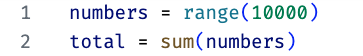 1 numbers = range(10000)
2 total = sum(numbers)